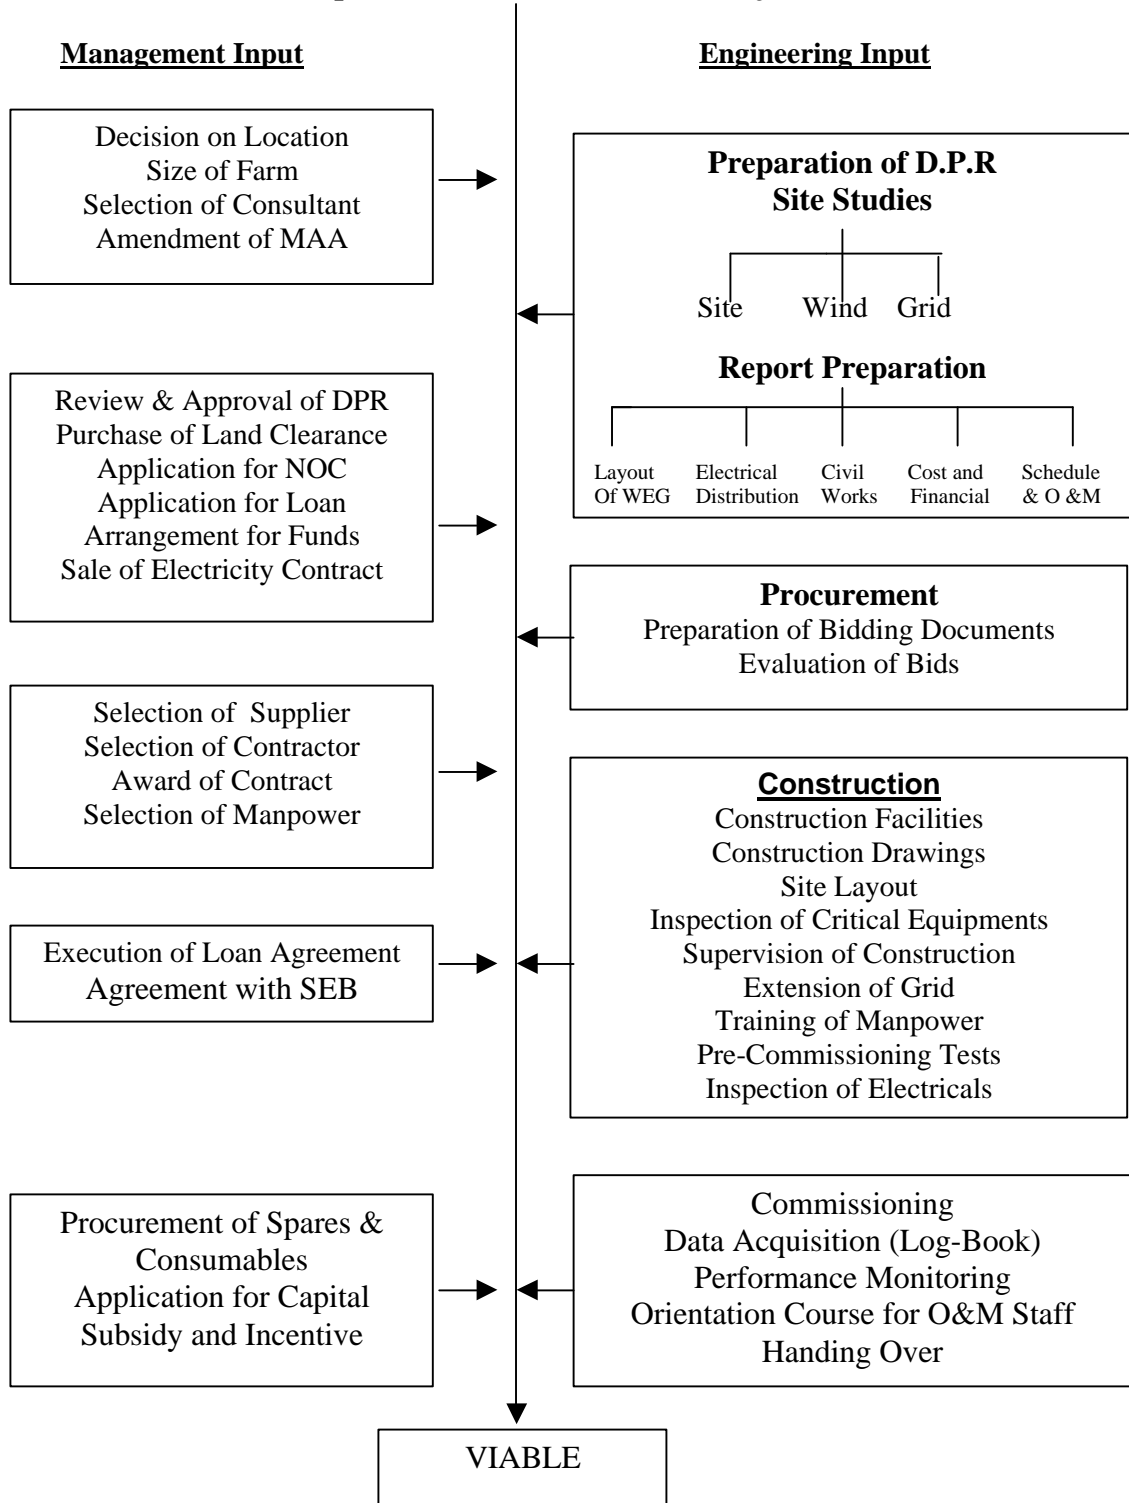 Management Input
Engineering Input
Decision on Location
Size of Farm
Selection of Consultant
Amendment of MAA
Preparation of D.P.R
Site Studies
Site Wind Grid
Report Preparation
Layout Of WEG
Electrical Distribution
Civil Works
Cost and Financial
Schedule & O &M
Review & Approval of DPR
Purchase of Land Clearance
Application for NOC
Application for Loan
Arrangement for Funds
Sale of Electricity Contract
Procurement
Preparation of Bidding Documents
Evaluation of Bids
Selection of Supplier
Selection of Contractor
Award of Contract
Selection of Manpower
Construction
Construction Facilities
Construction Drawings
Site Layout
Inspection of Critical Equipments
Supervision of Construction
Extension of Grid
Training of Manpower
Pre-Commissioning Tests
Inspection of Electricals
Execution of Loan Agreement
Agreement with SEB
Procurement of Spares &
Consumables
Application for Capital
Subsidy and Incentive
Commissioning
Data Acquisition (Log-Book)
Performance Monitoring
Orientation Course for O&M Staff
Handing Over
VIABLE